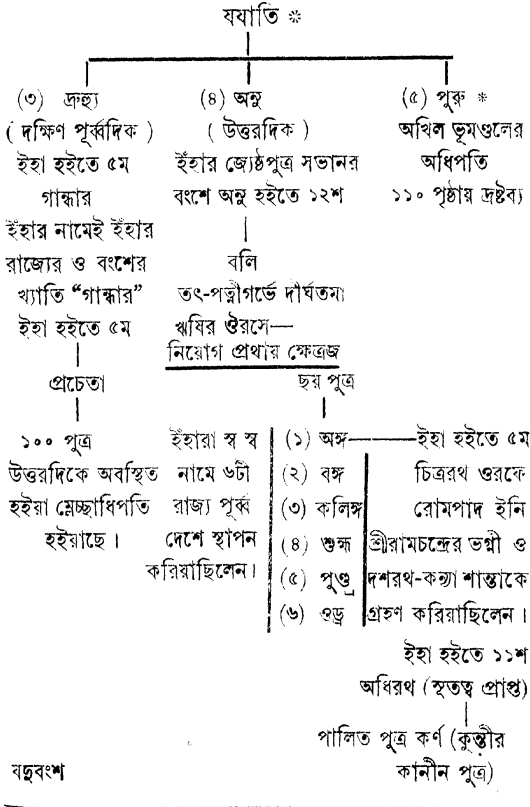 যযাতি *
(৩) দ্রুহ্যু
(দক্ষিণ পূর্ব্বদিক)
ইহা হইতে ৫ম
গান্ধার
ইঁহার নামেই ইঁহার
রাজ্যের ও বংশের
খ্যাতি “গান্ধার”
ইহা হইতে ৫ম
প্রচেতা
১০০ পুত্র
উত্তরদিকে অবস্থিত
হইয়া ম্লেচ্ছাধিপতি
হইয়াছে।
(৪) অনু
(উত্তরদিক)
ইঁহার জ্যেষ্ঠপুত্র সভানর
বংশে অনু হইতে ১২শ
বলি
তৎ-পত্নীগর্ভে দীর্ঘতমা
ঋষির ঔরসে—
নিয়োগ প্রথায় ক্ষেত্রজ
ছয় পুত্র
ইঁহারা স্ব স্ব
নামে ৬টা
রাজ্য পূর্ব্ব
দেশে স্থাপন
করিয়াছিলেন।
(১) অঙ্গ
(২) বঙ্গ
(৩) কলিঙ্গ
(৪) শুহ্ম
(৫) পুণ্ড্র
(৬) ওড্র
ইহা হইতে ৫ম
চিত্ররথ ওরফে
রোমপাদ ইনি
শ্রীরামচন্দ্রের ভগ্নী ও
দশরথ-কন্যা শান্তাকে
গ্রহণ করিয়াছিলেন।
ইহা হইতে ১১শ
অধিরথ (সূতত্ব প্রাপ্ত)
পালিত পুত্র কর্ণ (কুন্তীর
কানীন পুত্র)
(৫) পুরু *
অখিল ভূমণ্ডলের
অধিপতি
১১০ পৃষ্ঠায় দ্রষ্টব্য
যদুবংশ